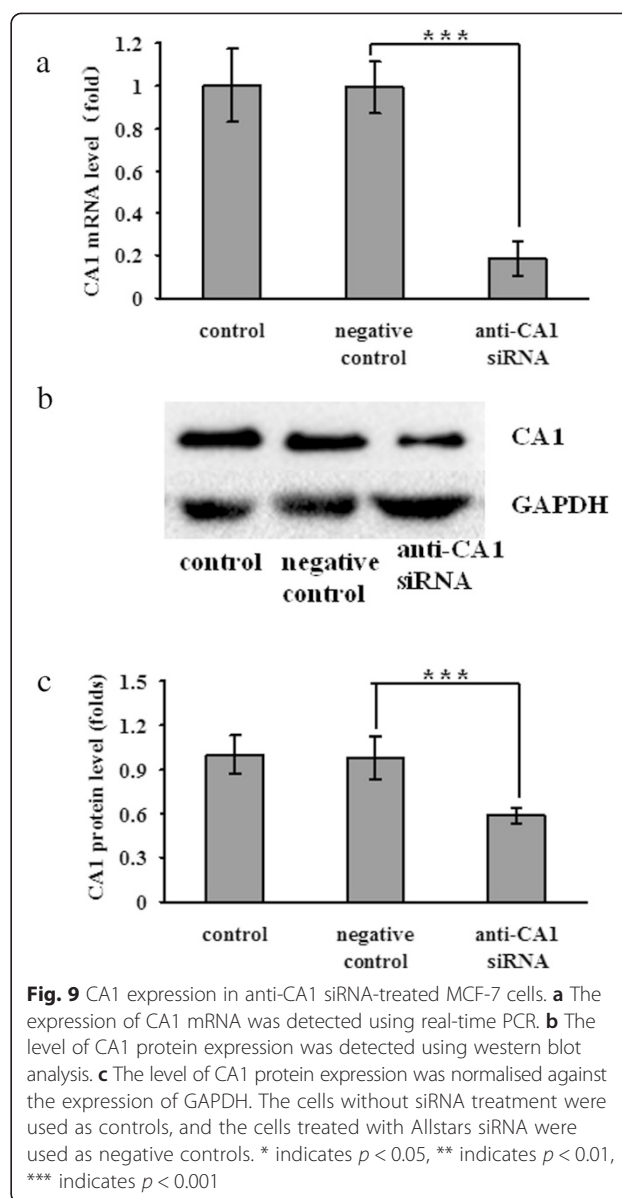 a
1.2
***
1
0.8
0.6
0.4
0.2
0
CA1 mRNA level (fold)
control
negative control
anti-CA1 siRNA
b
CA1
GAPDH
control
negative control
anti-CA1 siRNA
c
1.5
***
1.2
0.9
0.6
0.3
0
CA1 protein level (folds)
control
negative control
anti-CA1 siRNA
Fig. 9 CA1 expression in anti-CA1 siRNA-treated MCF-7 cells. a The
expression of CA1 mRNA was detected using real-time PCR. b The
level of CA1 protein expression was detected using western blot
analysis. c The level of CA1 protein expression was normalised against
the expression of GAPDH. The cells without siRNA treatment were
used as controls, and the cells treated with Allstars siRNA were
used as negative controls. * indicates p < 0.05, ** indicates p < 0.01,
*** indicates p < 0.001